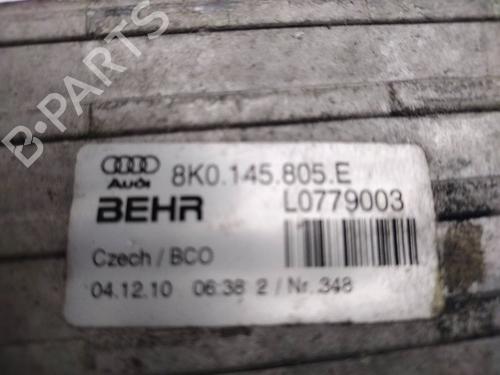 B-PARTS
Audi 8K0.145.805.E
BEHR L0779003
Czech / BCO
04.12.10 06:38 2 / Nr. 348